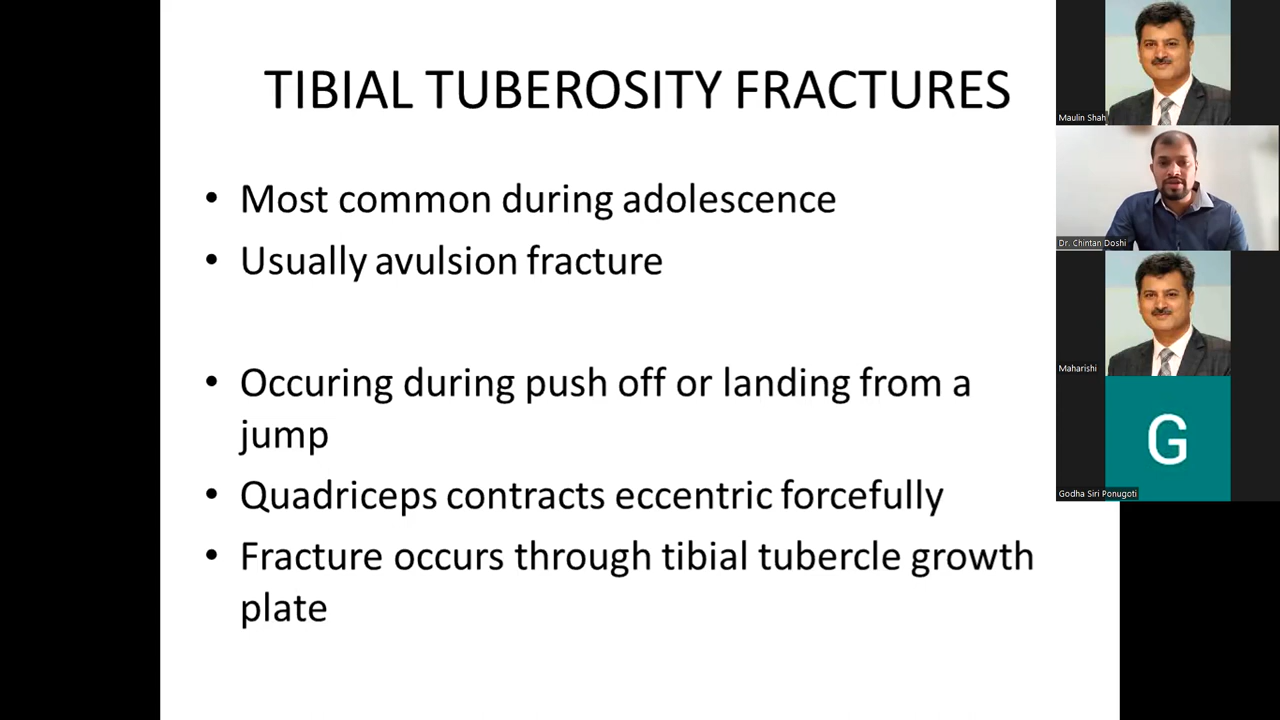 TIBIAL TUBEROSITY FRACTURES
• Most common during adolescence
• Usually avulsion fracture
• Occuring during push off or landing from a
jump
• Quadriceps contracts eccentric forcefully
• Fracture occurs through tibial tubercle growth
plate
Maulin Shah
Dr. Chintan Doshi
Maharishi
G
Godha Siri Ponugoti